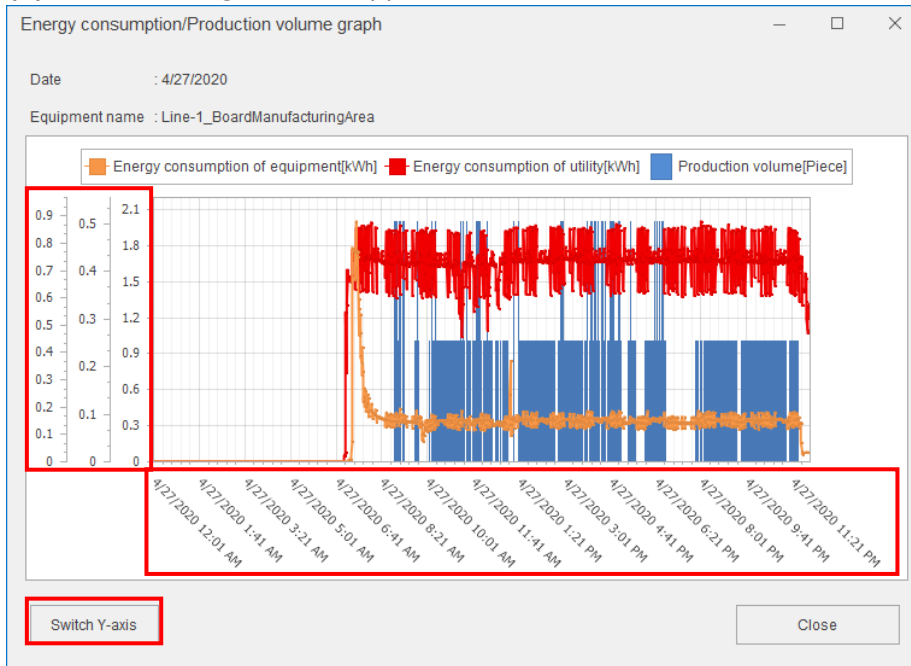 Energy consumption/Production volume graph
Date : 4/27/2020
Equipment name : Line-1_BoardManufacturingArea
Energy consumption of equipment[kWh] Energy consumption of utility[kWh] Production volume[Piece]
0.9 0.5 2.1
0.8 1.8
0.7 0.4 1.5
0.6
0.5 0.3 1.2
0.4 0.9
0.3 0.2 0.6
0.2 0.1 0.3
0.1
0 0 0
4/27/2020 12:01 AM
4/27/2020 1:41 AM
4/27/2020 3:21 AM
4/27/2020 5:01 AM
4/27/2020 6:41 AM
4/27/2020 8:21 AM
4/27/2020 10:01 AM
4/27/2020 11:41 AM
4/27/2020 1:21 PM
4/27/2020 3:01 PM
4/27/2020 4:41 PM
4/27/2020 6:21 PM
4/27/2020 8:01 PM
4/27/2020 9:41 PM
4/27/2020 11:21 PM
Switch Y-axis Close